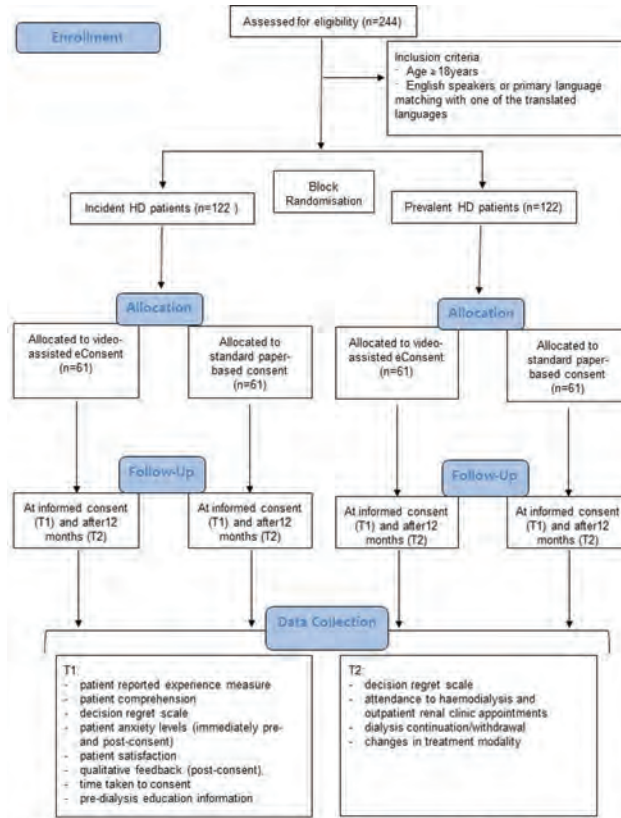 Assessed for eligibility (n=244)
Enrollment
Inclusion criteria
- Age ≥ 18years
- English speakers or primary language
matching with one of the translated
languages
Block
Randomisation
Incident HD patients (n=122 )
Prevalent HD patients (n=122)
Allocation
Allocation
Allocated to video-
assisted eConsent
(n=61)
Allocated to
standard paper-
based consent
(n=61)
Allocated to video-
assisted eConsent
(n=61)
Allocated to
standard paper-
based consent
(n=61)
Follow-Up
Follow-Up
At informed consent
(T1) and after12
months (T2)
At informed consent
(T1) and after12
months (T2)
At informed consent
(T1) and after12
months (T2)
At informed consent
(T1) and after12
months (T2)
Data Collection
T1:
- patient reported experience measure
- patient comprehension
- decision regret scale
- patient anxiety levels (immediately pre-
and post-consent)
- patient satisfaction
- qualitative feedback (post-consent),
- time taken to consent
- pre-dialysis education information
T2:
- decision regret scale
- attendance to haemodialysis and
outpatient renal clinic appointments
- dialysis continuation/withdrawal
- changes in treatment modality